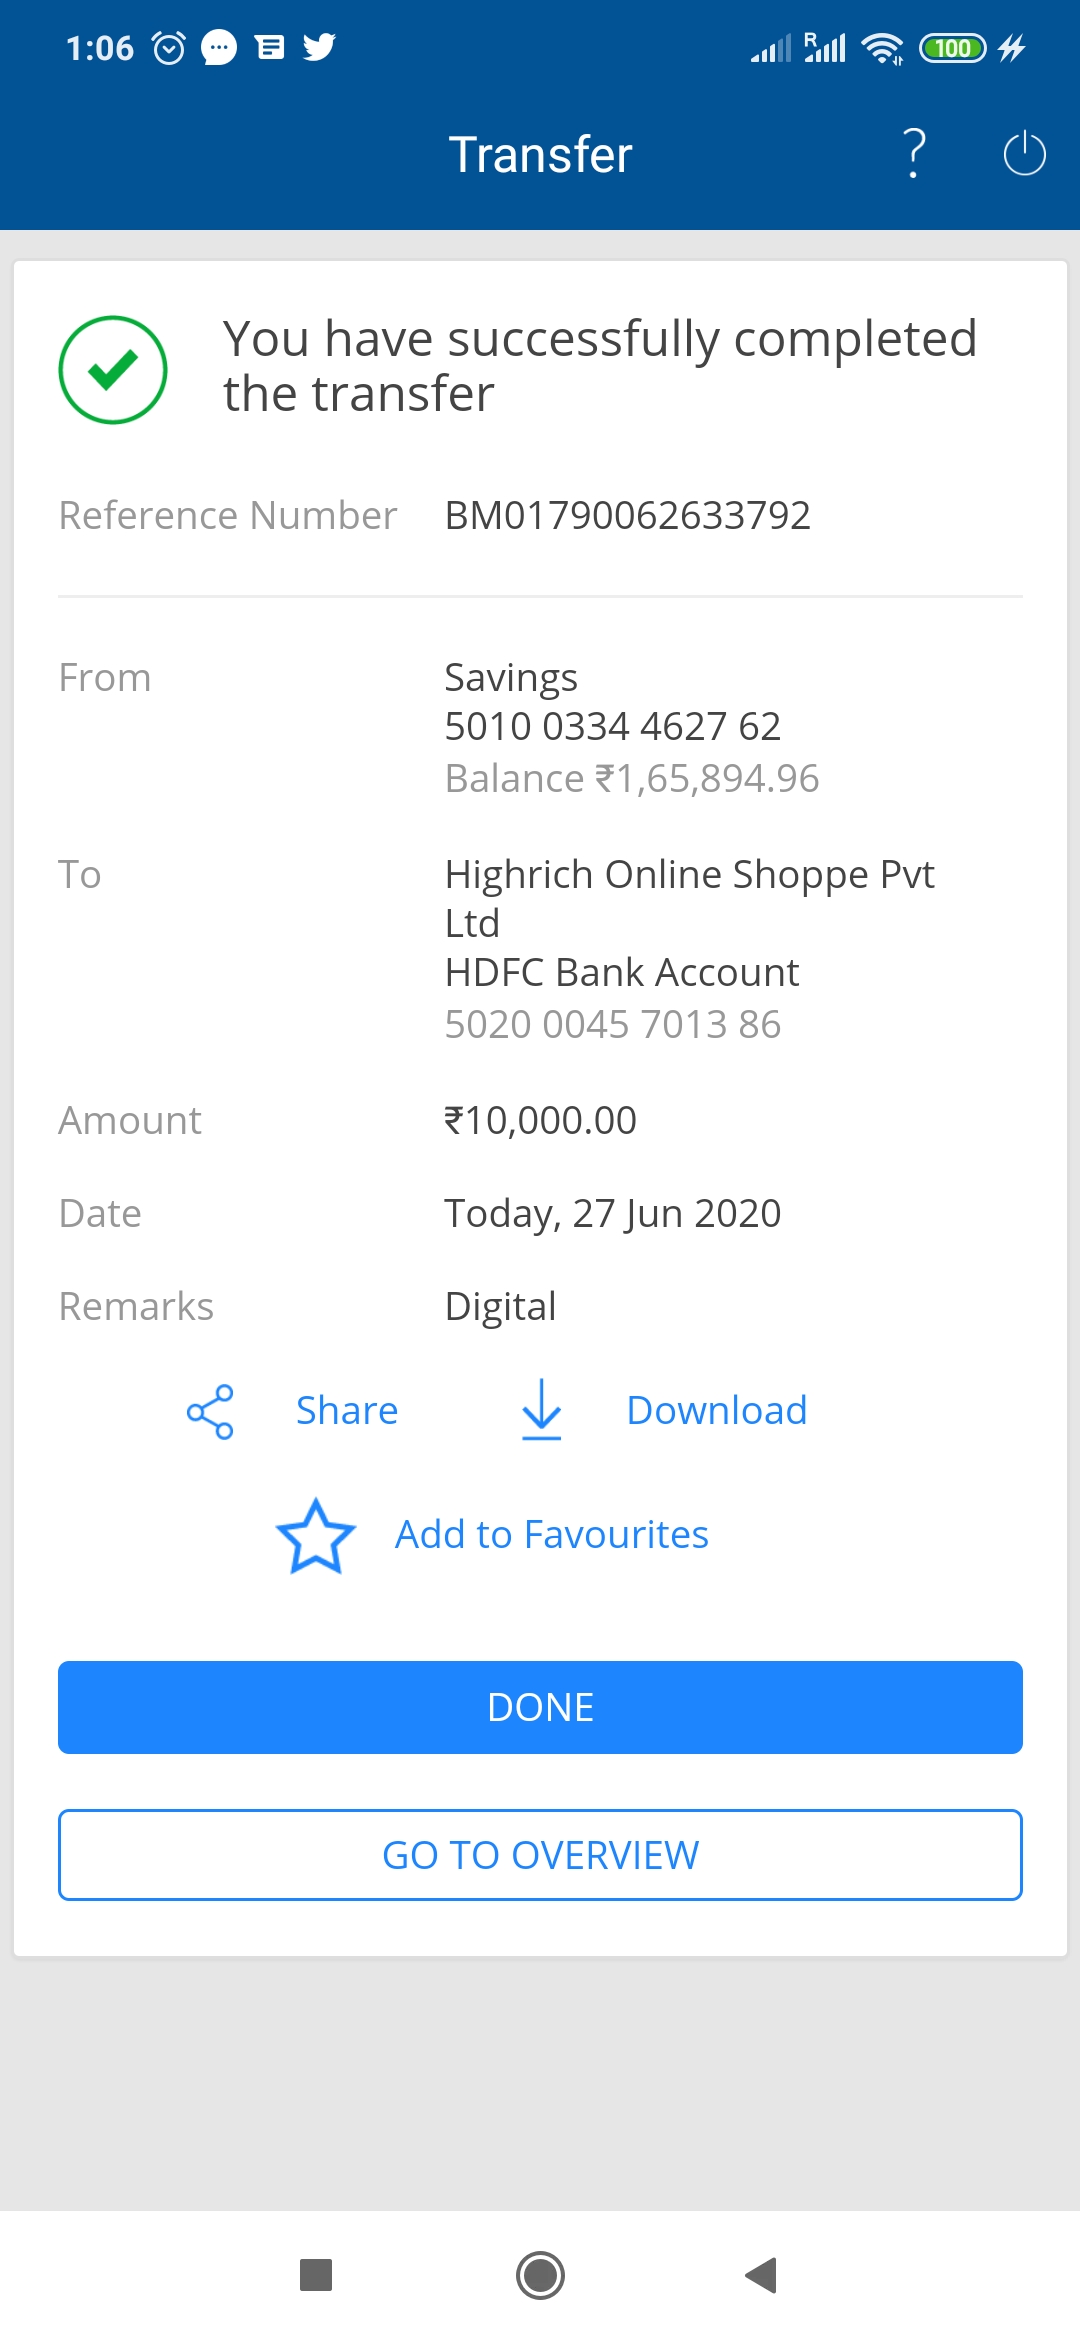 1:06
R
100
Transfer
?
You have successfully completed
the transfer
Reference Number BM01790062633792
From Savings
5010 0334 4627 62
Balance ₹1,65,894.96
To Highrich Online Shoppe Pvt
Ltd
HDFC Bank Account
5020 0045 7013 86
Amount ₹10,000.00
Date Today, 27 Jun 2020
Remarks Digital
Share Download
Add to Favourites
DONE
GO TO OVERVIEW